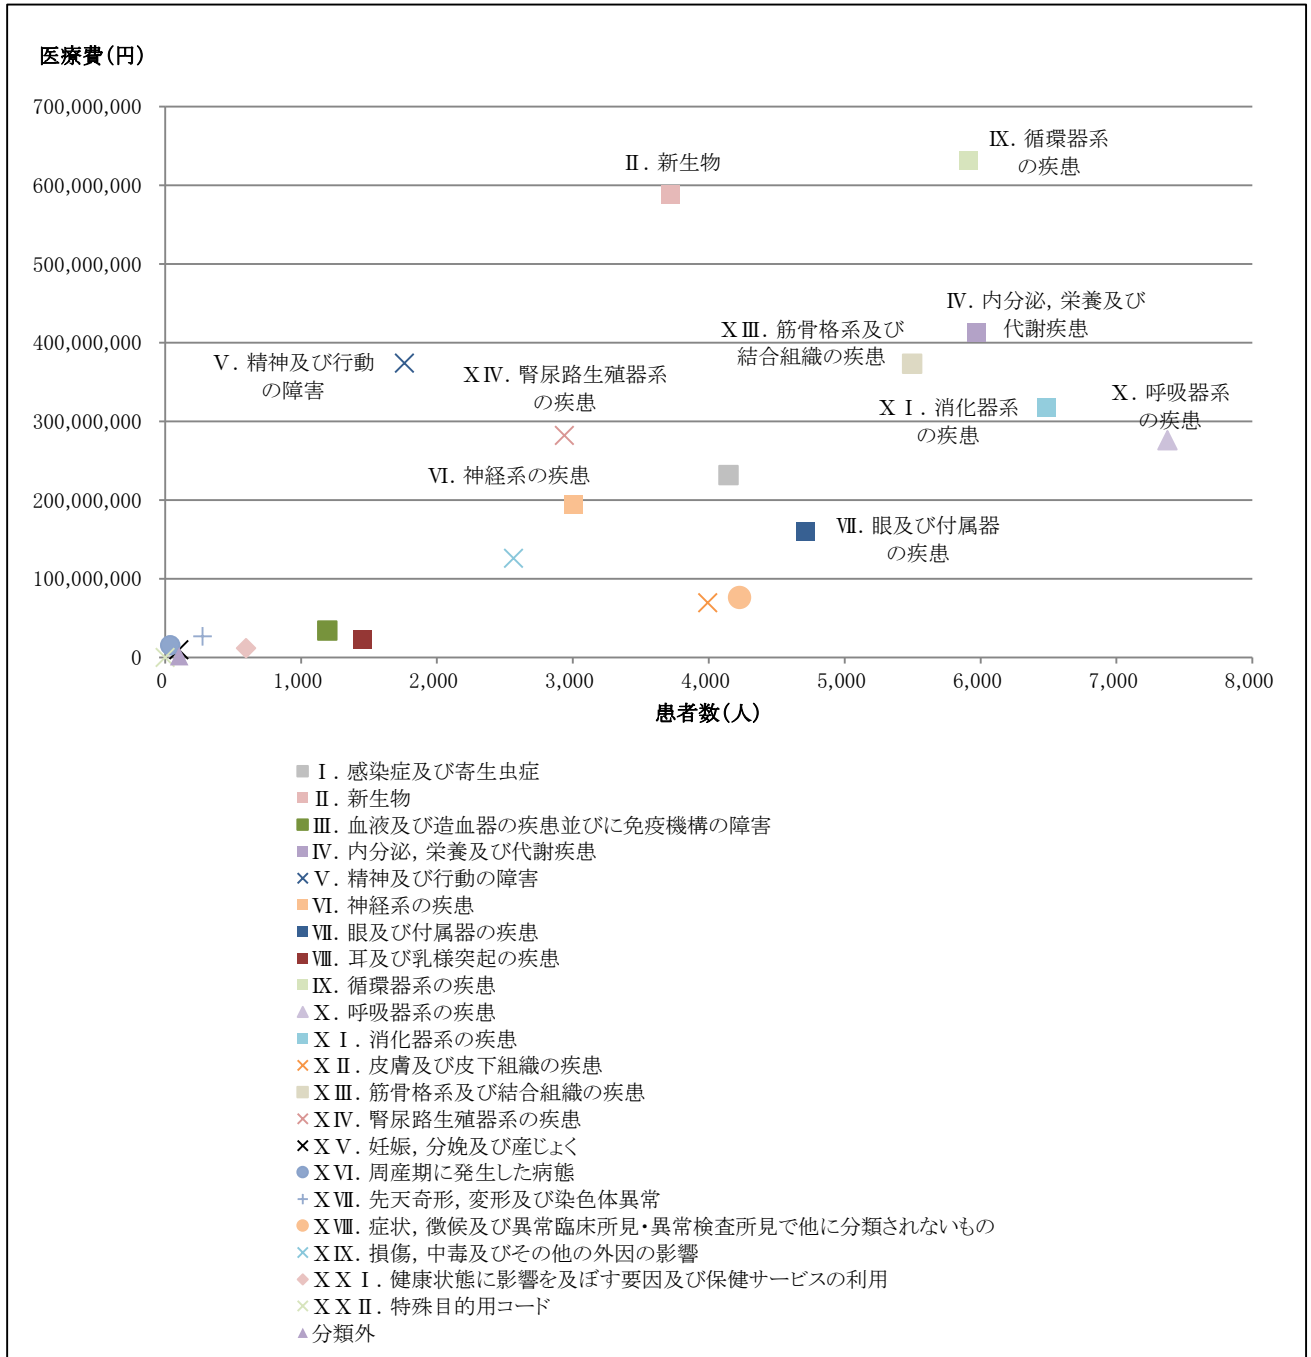 医療費(円)
700,000,000
600,000,000
500,000,000
400,000,000
300,000,000
200,000,000
100,000,000
0
Ⅸ. 循環器系
の疾患
Ⅱ. 新生物
Ⅳ. 内分泌, 栄養及び
代謝疾患
ⅩⅢ. 筋骨格系及び
結合組織の疾患
Ⅴ. 精神及び行動
の障害
ⅩⅣ. 腎尿路生殖器系
の疾患
Ⅹ. 呼吸器系
の疾患
ⅩⅠ. 消化器系
の疾患
Ⅵ. 神経系の疾患
Ⅶ. 眼及び付属器
の疾患
0 1,000 2,000 3,000 4,000 5,000 6,000 7,000 8,000
患者数(人)
Ⅰ. 感染症及び寄生虫症
Ⅱ. 新生物
Ⅲ. 血液及び造血器の疾患並びに免疫機構の障害
Ⅳ. 内分泌, 栄養及び代謝疾患
Ⅴ. 精神及び行動の障害
Ⅵ. 神経系の疾患
Ⅶ. 眼及び付属器の疾患
Ⅷ. 耳及び乳様突起の疾患
Ⅸ. 循環器系の疾患
Ⅹ. 呼吸器系の疾患
ⅩⅠ. 消化器系の疾患
ⅩⅡ. 皮膚及び皮下組織の疾患
ⅩⅢ. 筋骨格系及び結合組織の疾患
ⅩⅣ. 腎尿路生殖器系の疾患
ⅩⅤ. 妊娠, 分娩及び産じょく
ⅩⅥ. 周産期に発生した病態
ⅩⅦ. 先天奇形, 変形及び染色体異常
ⅩⅧ. 症状, 徴候及び異常臨床所見・異常検査所見で他に分類されないもの
ⅩⅨ. 損傷, 中毒及びその他の外因の影響
ⅩⅩⅠ. 健康状態に影響を及ぼす要因及び保健サービスの利用
ⅩⅩⅡ. 特殊目的用コード
分類外